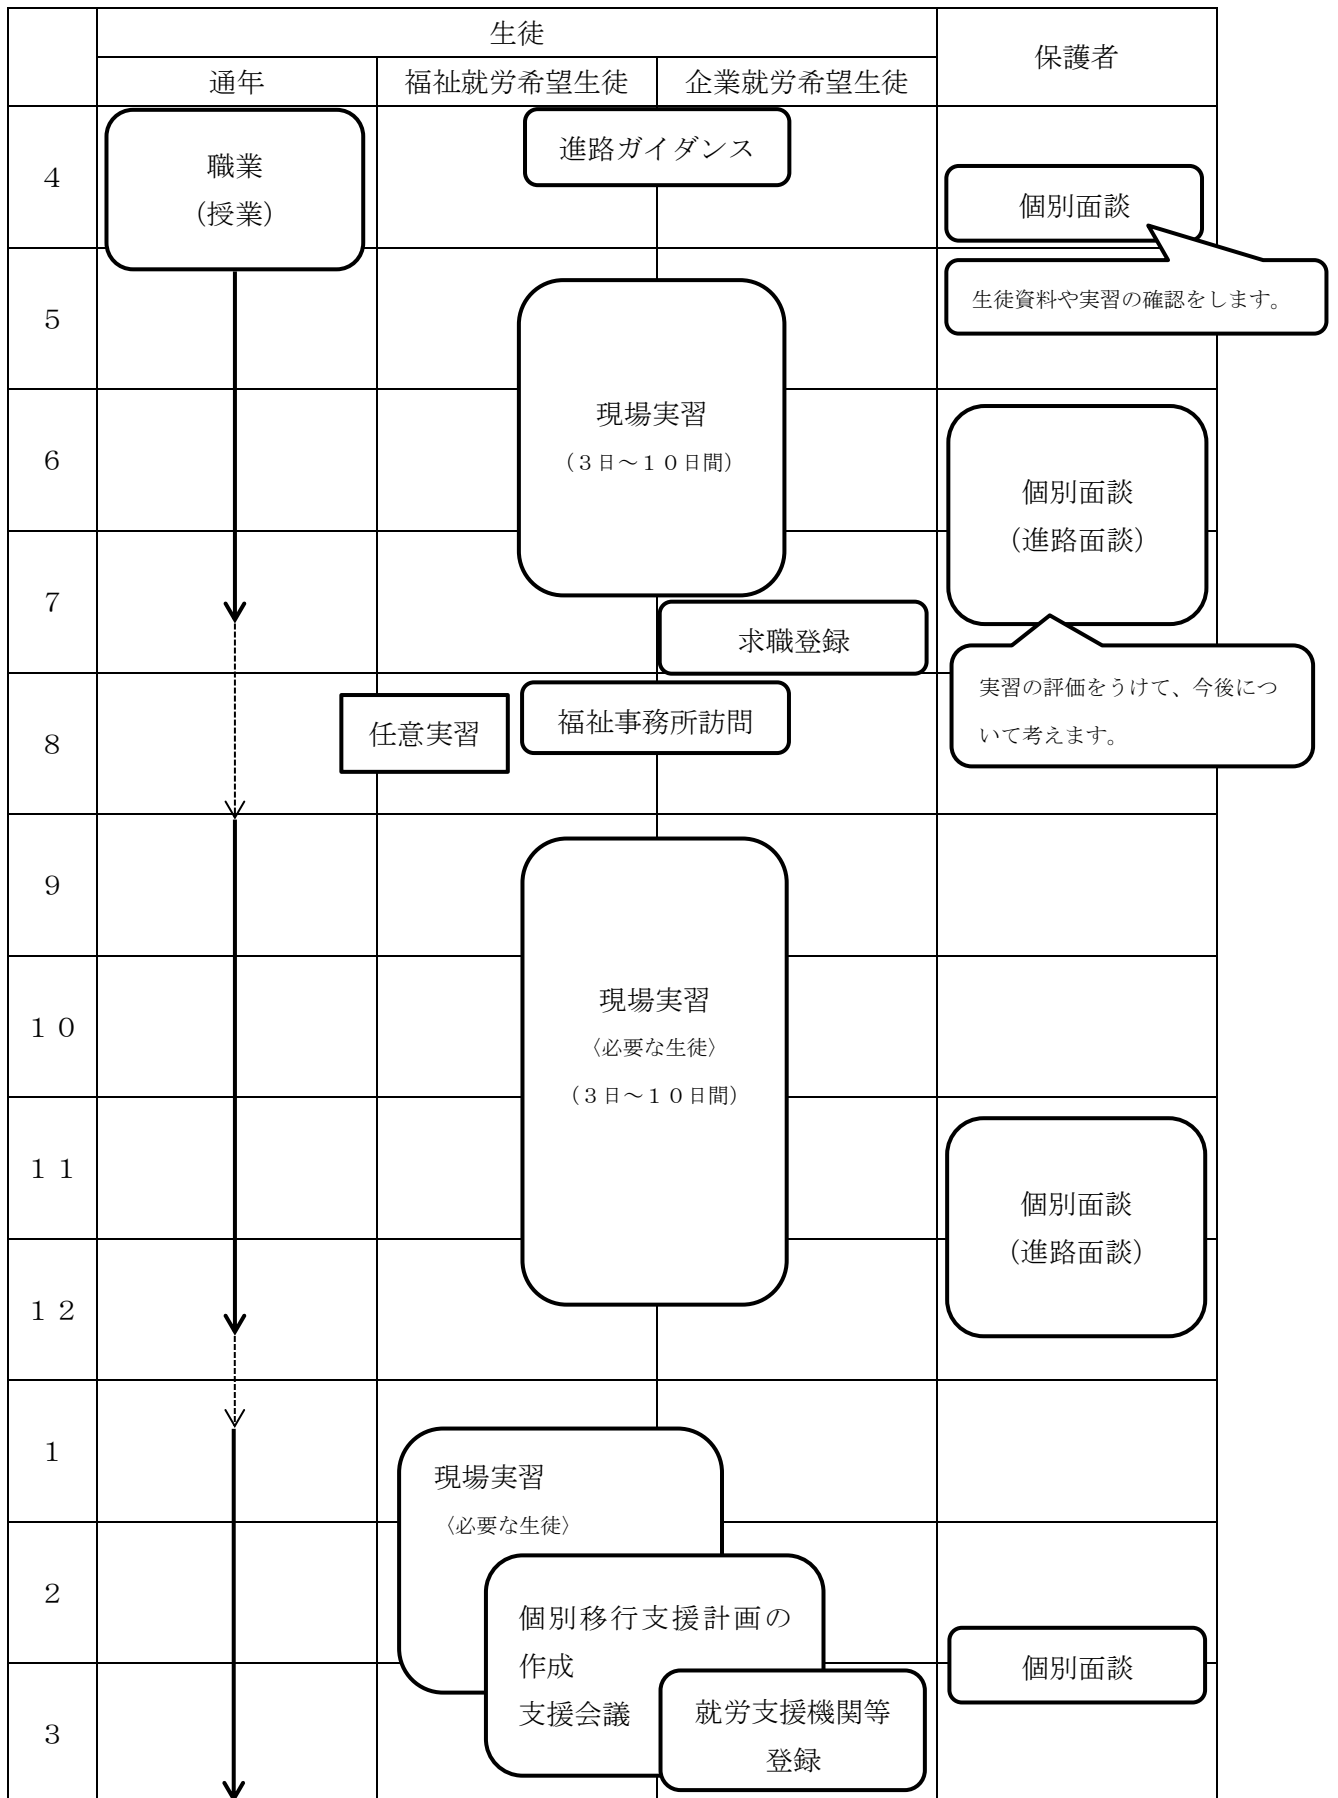 生徒
保護者
通年
福祉就労希望生徒
企業就労希望生徒
4
職業
（授業）
進路ガイダンス
個別面談
5
生徒資料や実習の確認をします。
6
現場実習
（３日～１０日間）
個別面談
（進路面談）
7
求職登録
実習の評価をうけて、今後につ
いて考えます。
8
任意実習
福祉事務所訪問
9
１０
現場実習
〈必要な生徒〉
（３日～１０日間）
１１
個別面談
（進路面談）
１２
1
現場実習
〈必要な生徒〉
2
個別移行支援計画の
作成
支援会議
個別面談
3
就労支援機関等
登録